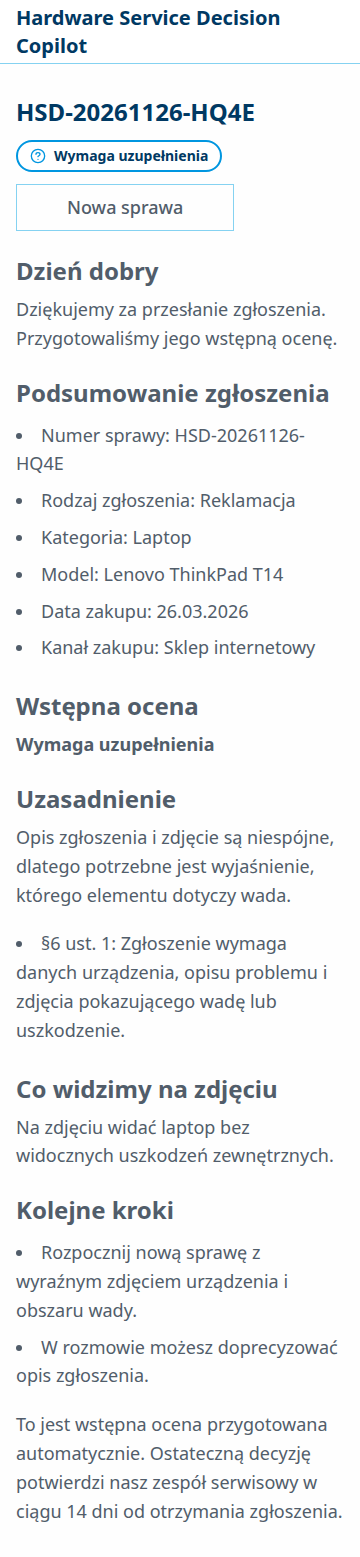 Hardware Service Decision
Copilot
HSD-20261126-HQ4E
Wymaga uzupełnienia
Nowa sprawa
Dzień dobry
Dziękujemy za przesłanie zgłoszenia.
Przygotowaliśmy jego wstępną ocenę.
Podsumowanie zgłoszenia
• Numer sprawy: HSD-20261126-
HQ4E
• Rodzaj zgłoszenia: Reklamacja
• Kategoria: Laptop
• Model: Lenovo ThinkPad T14
• Data zakupu: 26.03.2026
• Kanał zakupu: Sklep internetowy
Wstępna ocena
Wymaga uzupełnienia
Uzasadnienie
Opis zgłoszenia i zdjęcie są niespójne,
dlatego potrzebne jest wyjaśnienie,
którego elementu dotyczy wada.
• §6 ust. 1: Zgłoszenie wymaga
danych urządzenia, opisu problemu i
zdjęcia pokazującego wadę lub
uszkodzenie.
Co widzimy na zdjęciu
Na zdjęciu widać laptop bez
widocznych uszkodzeń zewnętrznych.
Kolejne kroki
• Rozpocznij nową sprawę z
wyraźnym zdjęciem urządzenia i
obszaru wady.
• W rozmowie możesz doprecyzować
opis zgłoszenia.
To jest wstępna ocena przygotowana
automatycznie. Ostateczną decyzję
potwierdzi nasz zespół serwisowy w
ciągu 14 dni od otrzymania zgłoszenia.